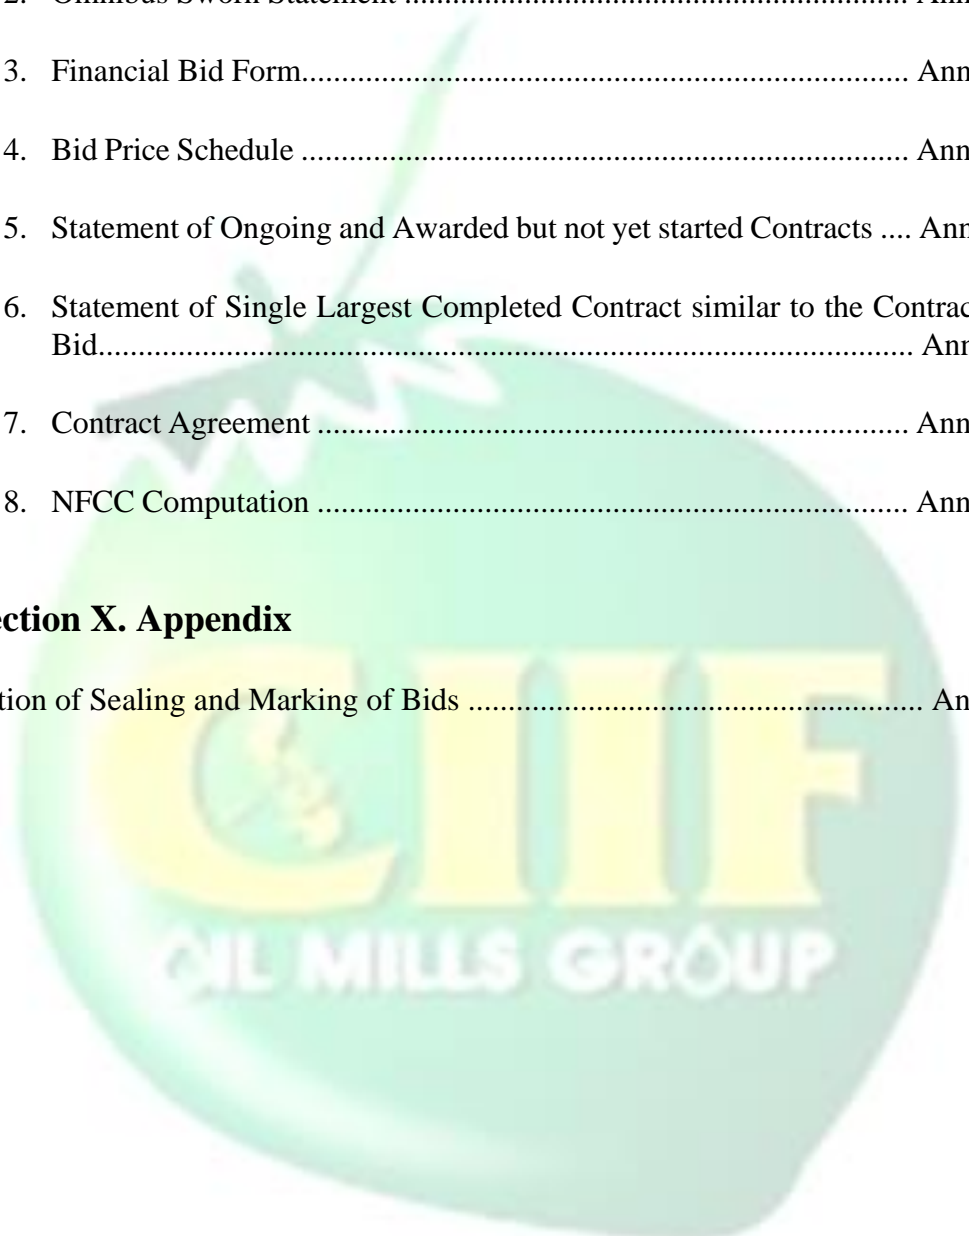 3. Financial Bid Form........................................................................... Ann
4. Bid Price Schedule ........................................................................... Ann
5. Statement of Ongoing and Awarded but not yet started Contracts .... Ann
6. Statement of Single Largest Completed Contract similar to the Contrac
Bid..................................................................................................... Ann
7. Contract Agreement ......................................................................... Ann
8. NFCC Computation ......................................................................... Ann
ection X. Appendix
tion of Sealing and Marking of Bids ........................................................ An
CIIF
OIL MILLS GROUP